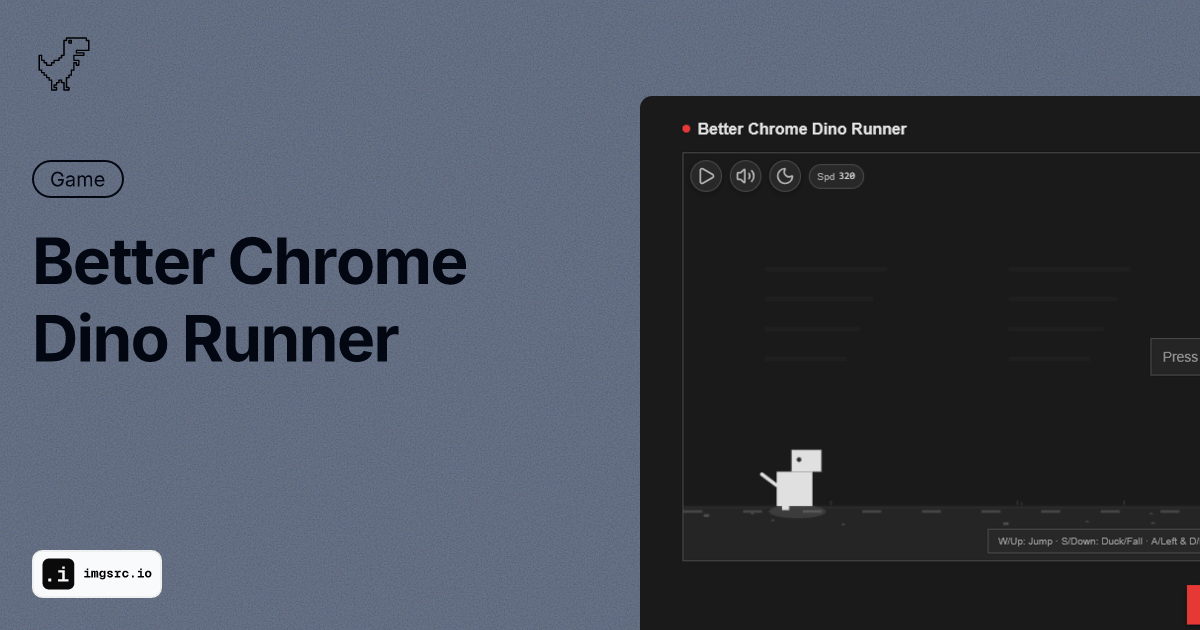 Game
Better Chrome
Dino Runner
.i imgsrc.io
Better Chrome Dino Runner
Spd 320
Press
W/Up: Jump · S/Down: Duck/Fall · A/Left & D/